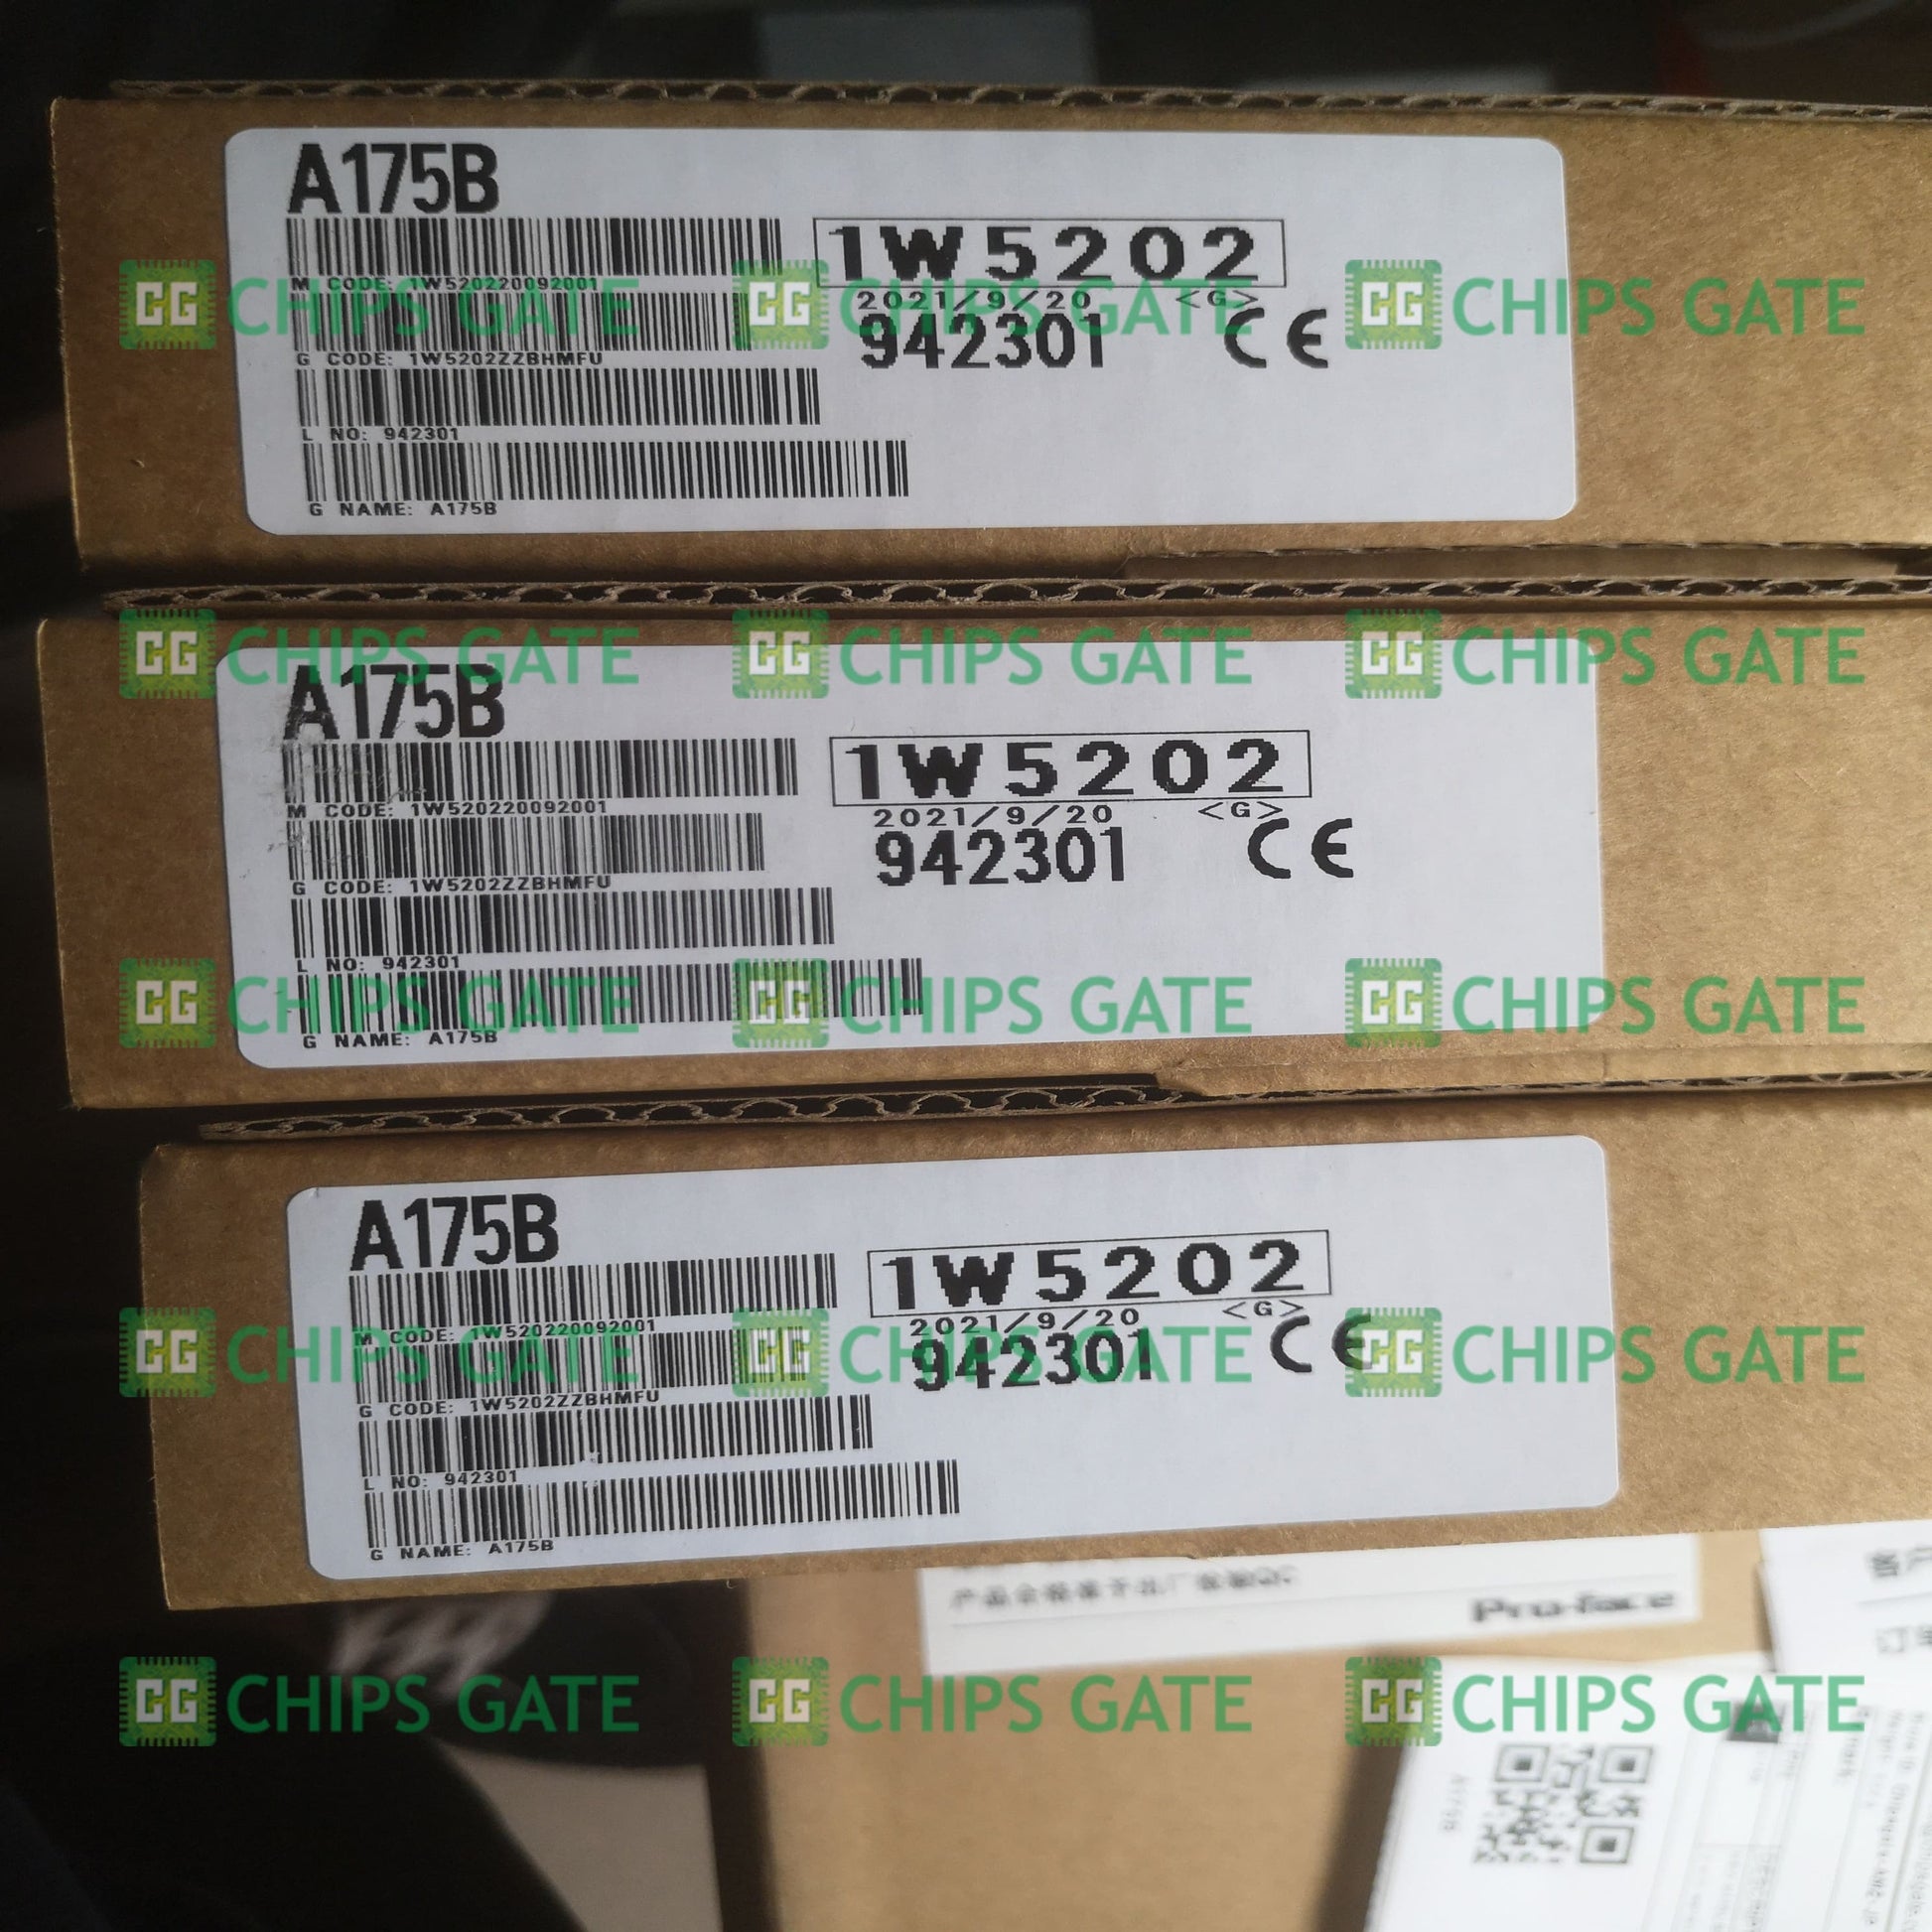 A175B
1W5202
M CODE: 1W520220092001
2021/9/20 <G>
942301 CE
G CODE: 1W5202ZZBHMFU
L NO: 942301
G NAME: A175B
CG CHIPS GATE CG CHIPS GATE CG CHIPS GATE
CG CHIPS GATE CG CHIPS GATE CG CHIPS GATE
A175B
1W5202
M CODE: 1W520220092001
2021/9/20 <G>
942301 CE
G CODE: 1W5202ZZBHMFU
L NO: 942301
G NAME: A175B
CG CHIPS GATE CG CHIPS GATE CG CHIPS GATE
A175B
1W5202
M CODE: 1W520220092001
2021/9/20 <G>
942301 CE
G CODE: 1W5202ZZBHMFU
L NO: 942301
G NAME: A175B
CG CHIPS GATE CG CHIPS GATE CG CHIPS GATE
Pro-face
CG CHIPS GATE CG CHIPS GATE CG CHIPS GATE